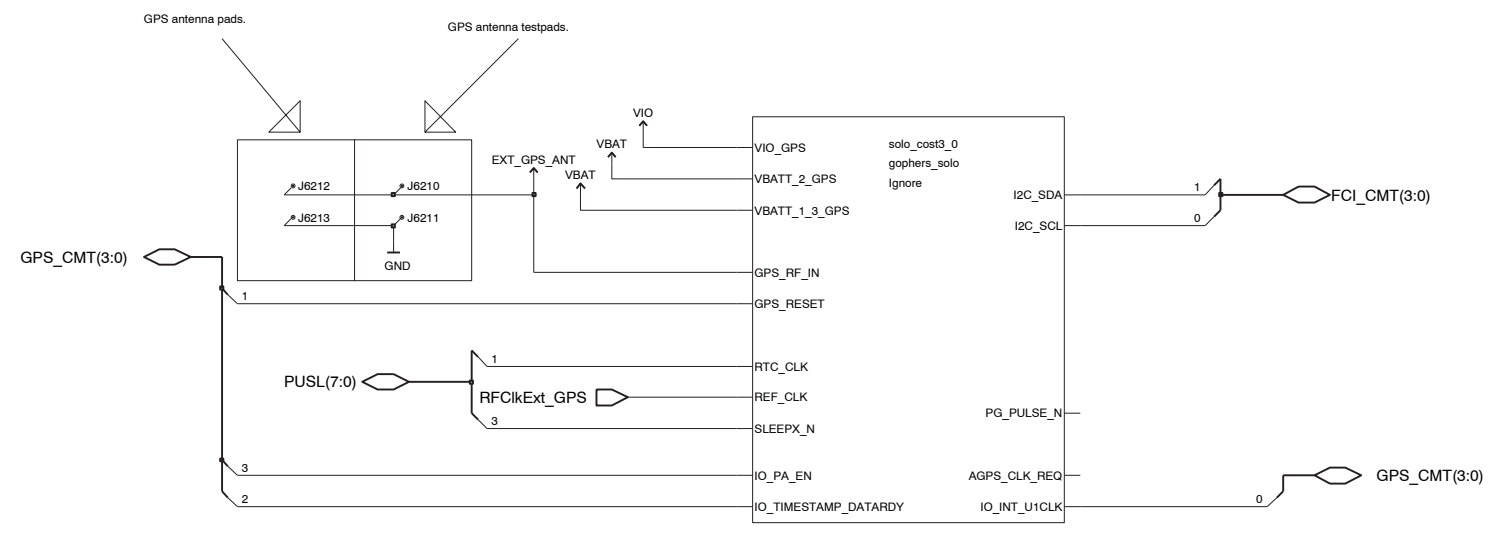 GPS antenna pads.
GPS antenna testpads.
VIO
VBAT
EXT_GPS_ANT
VBAT
J6212
J6210
J6213
J6211
GND
GPS_CMT(3:0)
1
PUSL(7:0)
1
RFClkExt_GPS
3
3
2
VIO_GPS
VBATT_2_GPS
VBATT_1_3_GPS
GPS_RF_IN
GPS_RESET
RTC_CLK
REF_CLK
SLEEPX_N
IO_PA_EN
IO_TIMESTAMP_DATARDY
solo_cost3_0
gophers_solo
Ignore
I2C_SDA
I2C_SCL
PG_PULSE_N
AGPS_CLK_REQ
IO_INT_U1CLK
1
0
FCI_CMT(3:0)
0
GPS_CMT(3:0)